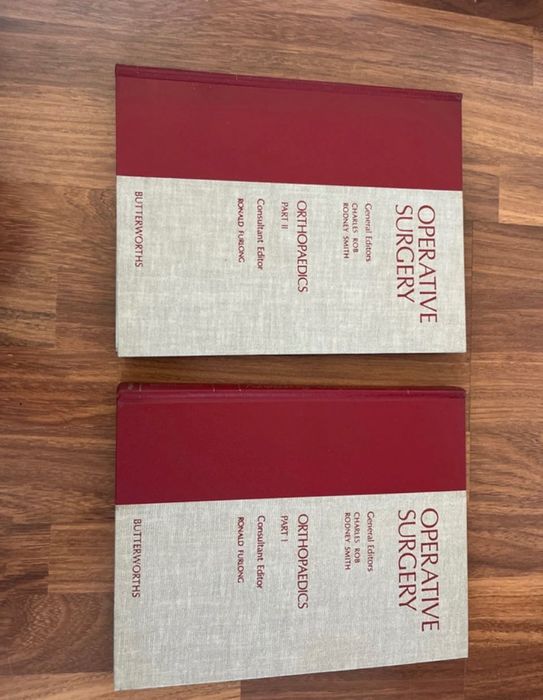 OPERATIVE
SURGERY
General Editors
CHARLES ROB
RODNEY SMITH
ORTHOPAEDICS
PART II
Consultant Editor
RONALD FURLONG
BUTTERWORTHS
OPERATIVE
SURGERY
General Editors
CHARLES ROB
RODNEY SMITH
ORTHOPAEDICS
PART I
Consultant Editor
RONALD FURLONG
BUTTERWORTHS